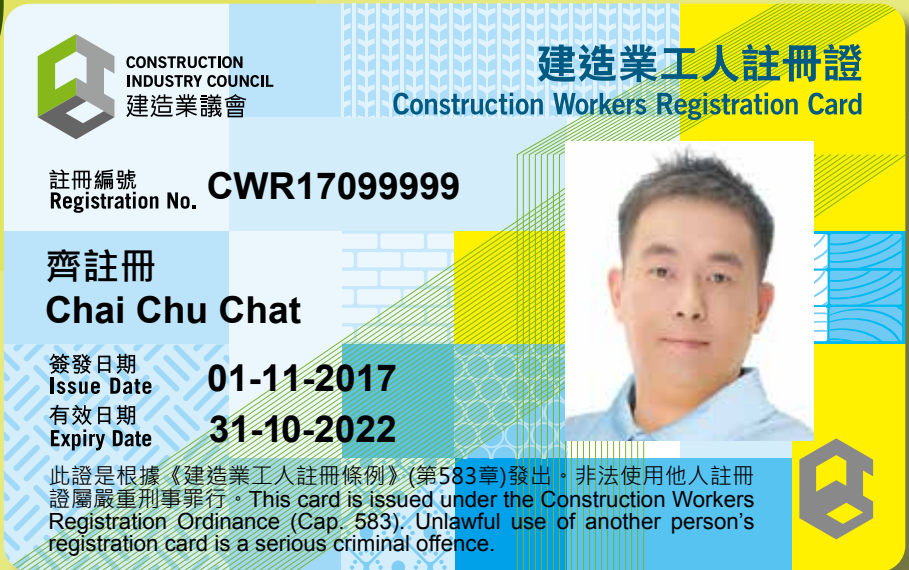 CONSTRUCTION
INDUSTRY COUNCIL
建造業議會
建造業工人註冊證
Construction Workers Registration Card
註冊編號
Registration No. CWR17099999
齊註冊
Chai Chu Chat
簽發日期
Issue Date 01-11-2017
有效日期
Expiry Date 31-10-2022
此證是根據《建造業工人註冊條例》(第583章)發出。非法使用他人註冊
證屬嚴重刑事罪行。This card is issued under the Construction Workers
Registration Ordinance (Cap. 583). Unlawful use of another person's
registration card is a serious criminal offence.